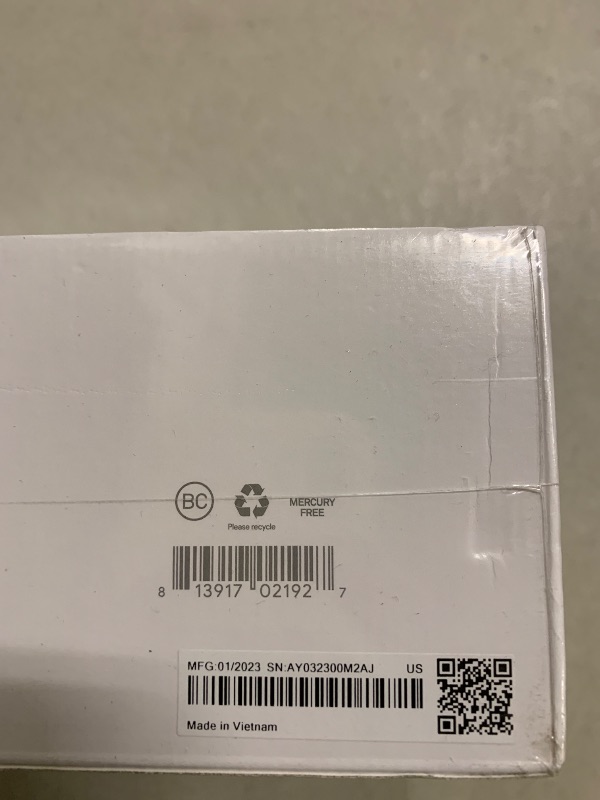 BC
MERCURY
FREE
Please recycle
8 13917 02192 7
MFG:01/2023 SN:AY032300M2AJ US
Made in Vietnam